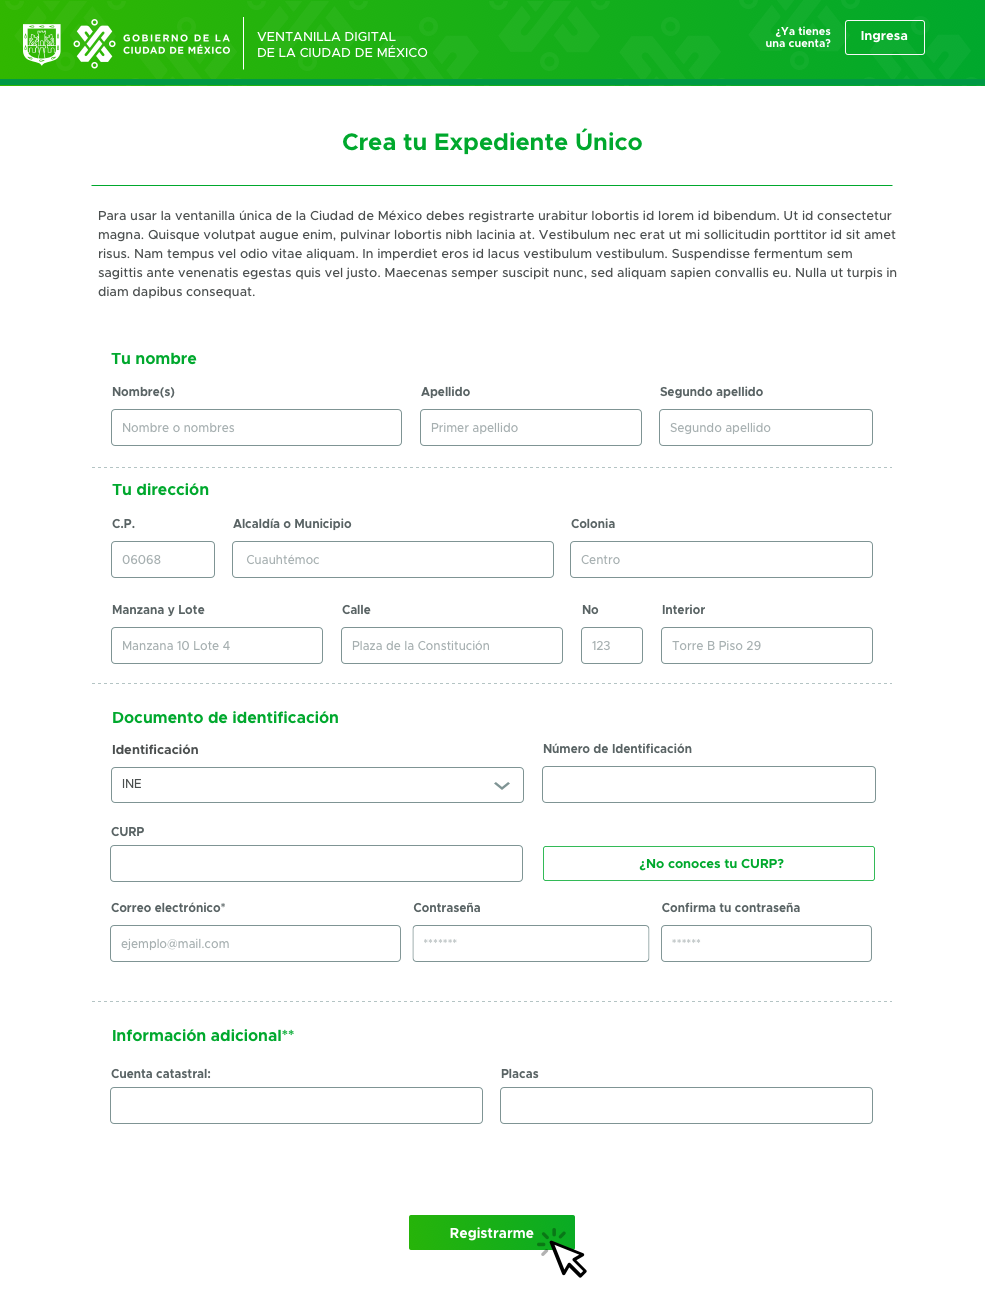 GOBIERNO DE LA
CIUDAD DE MÉXICO
VENTANILLA DIGITAL
DE LA CIUDAD DE MÉXICO
¿Ya tienes
una cuenta?
Ingresa
Crea tu Expediente Único
Para usar la ventanilla única de la Ciudad de México debes registrarte urabitur lobortis id lorem id bibendum. Ut id consectetur
magna. Quisque volutpat augue enim, pulvinar lobortis nibh lacinia at. Vestibulum nec erat ut mi sollicitudin porttitor id sit amet
risus. Nam tempus vel odio vitae aliquam. In imperdiet eros id lacus vestibulum vestibulum. Suspendisse fermentum sem
sagittis ante venenatis egestas quis vel justo. Maecenas semper suscipit nunc, sed aliquam sapien convallis eu. Nulla ut turpis in
diam dapibus consequat.
Tu nombre
Nombre(s) Apellido Segundo apellido
Nombre o nombres Primer apellido Segundo apellido
Tu dirección
C.P. Alcaldía o Municipio Colonia
06068 Cuauhtémoc Centro
Manzana y Lote Calle No Interior
Manzana 10 Lote 4 Plaza de la Constitución 123 Torre B Piso 29
Documento de identificación
Identificación Número de Identificación
INE
CURP
¿No conoces tu CURP?
Correo electrónico* Contraseña Confirma tu contraseña
ejemplo@mail.com ******* ******
Información adicional**
Cuenta catastral: Placas
Registrarme